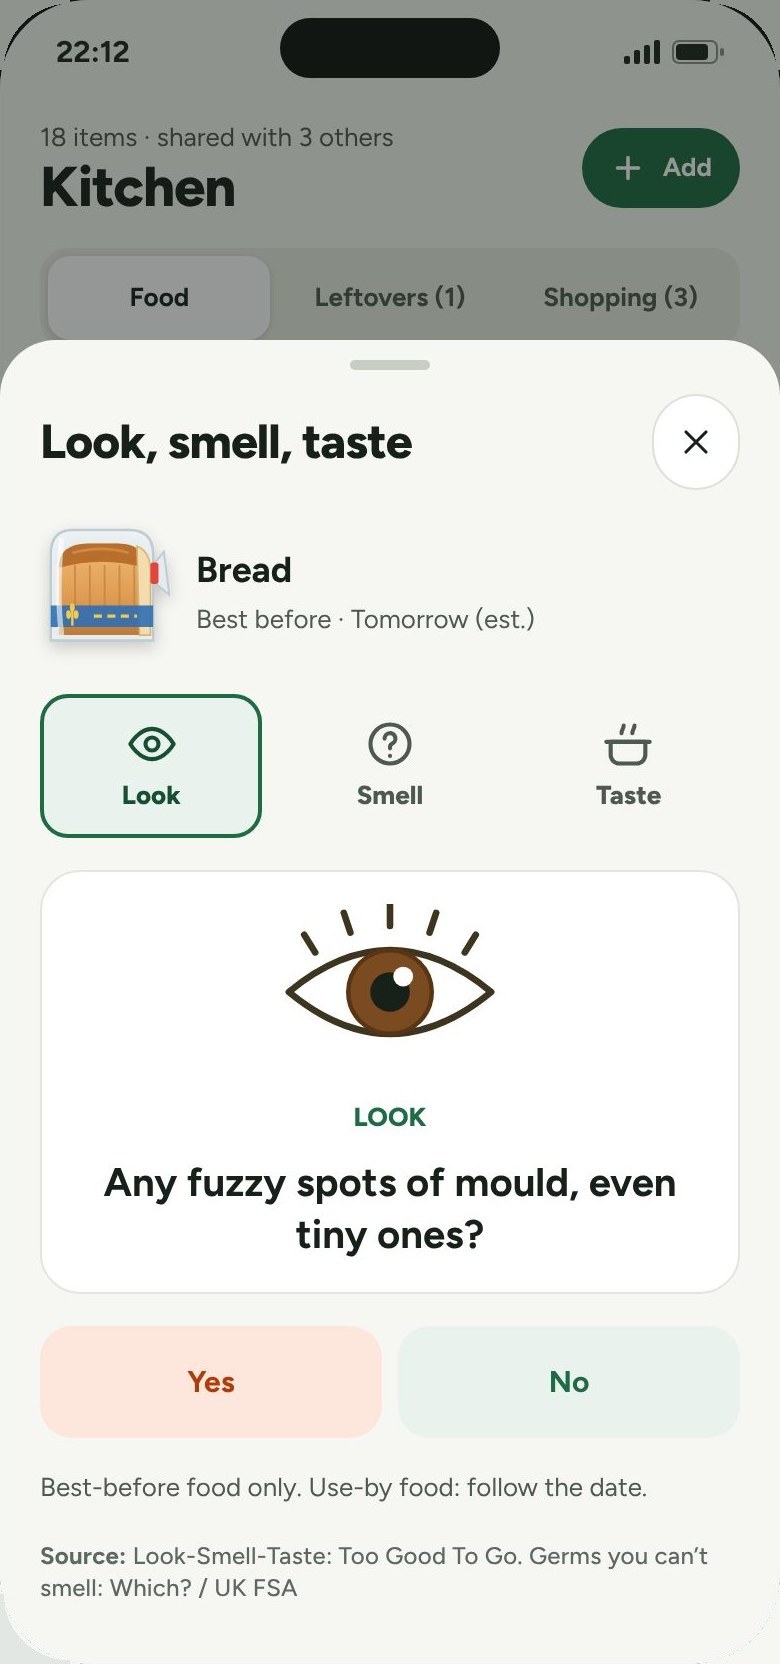 22:12
18 items · shared with 3 others
Kitchen
Add
Food
Leftovers (1)
Shopping (3)
Look, smell, taste
Bread
Best before · Tomorrow (est.)
Look
Smell
Taste
LOOK
Any fuzzy spots of mould, even
tiny ones?
Yes
No
Best-before food only. Use-by food: follow the date.
Source: Look-Smell-Taste: Too Good To Go. Germs you can’t
smell: Which? / UK FSA